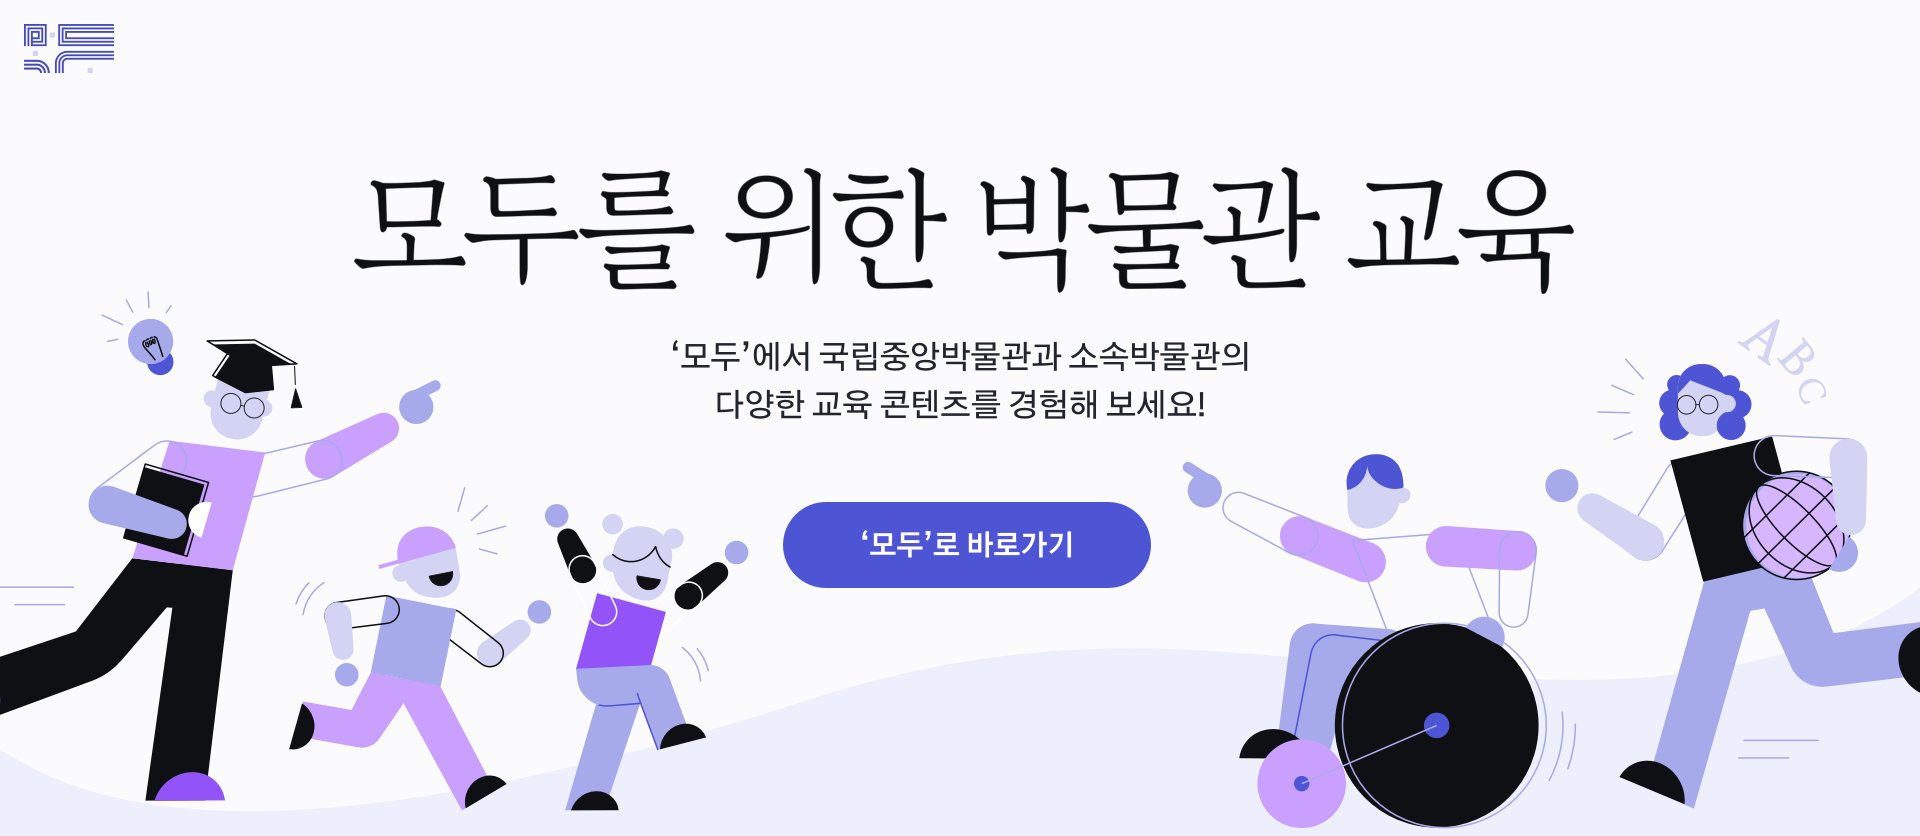 모두를 위한 박물관 교육
‘모두’에서 국립중앙박물관과 소속박물관의
다양한 교육 콘텐츠를 경험해 보세요!
‘모두’로 바로가기
A B C